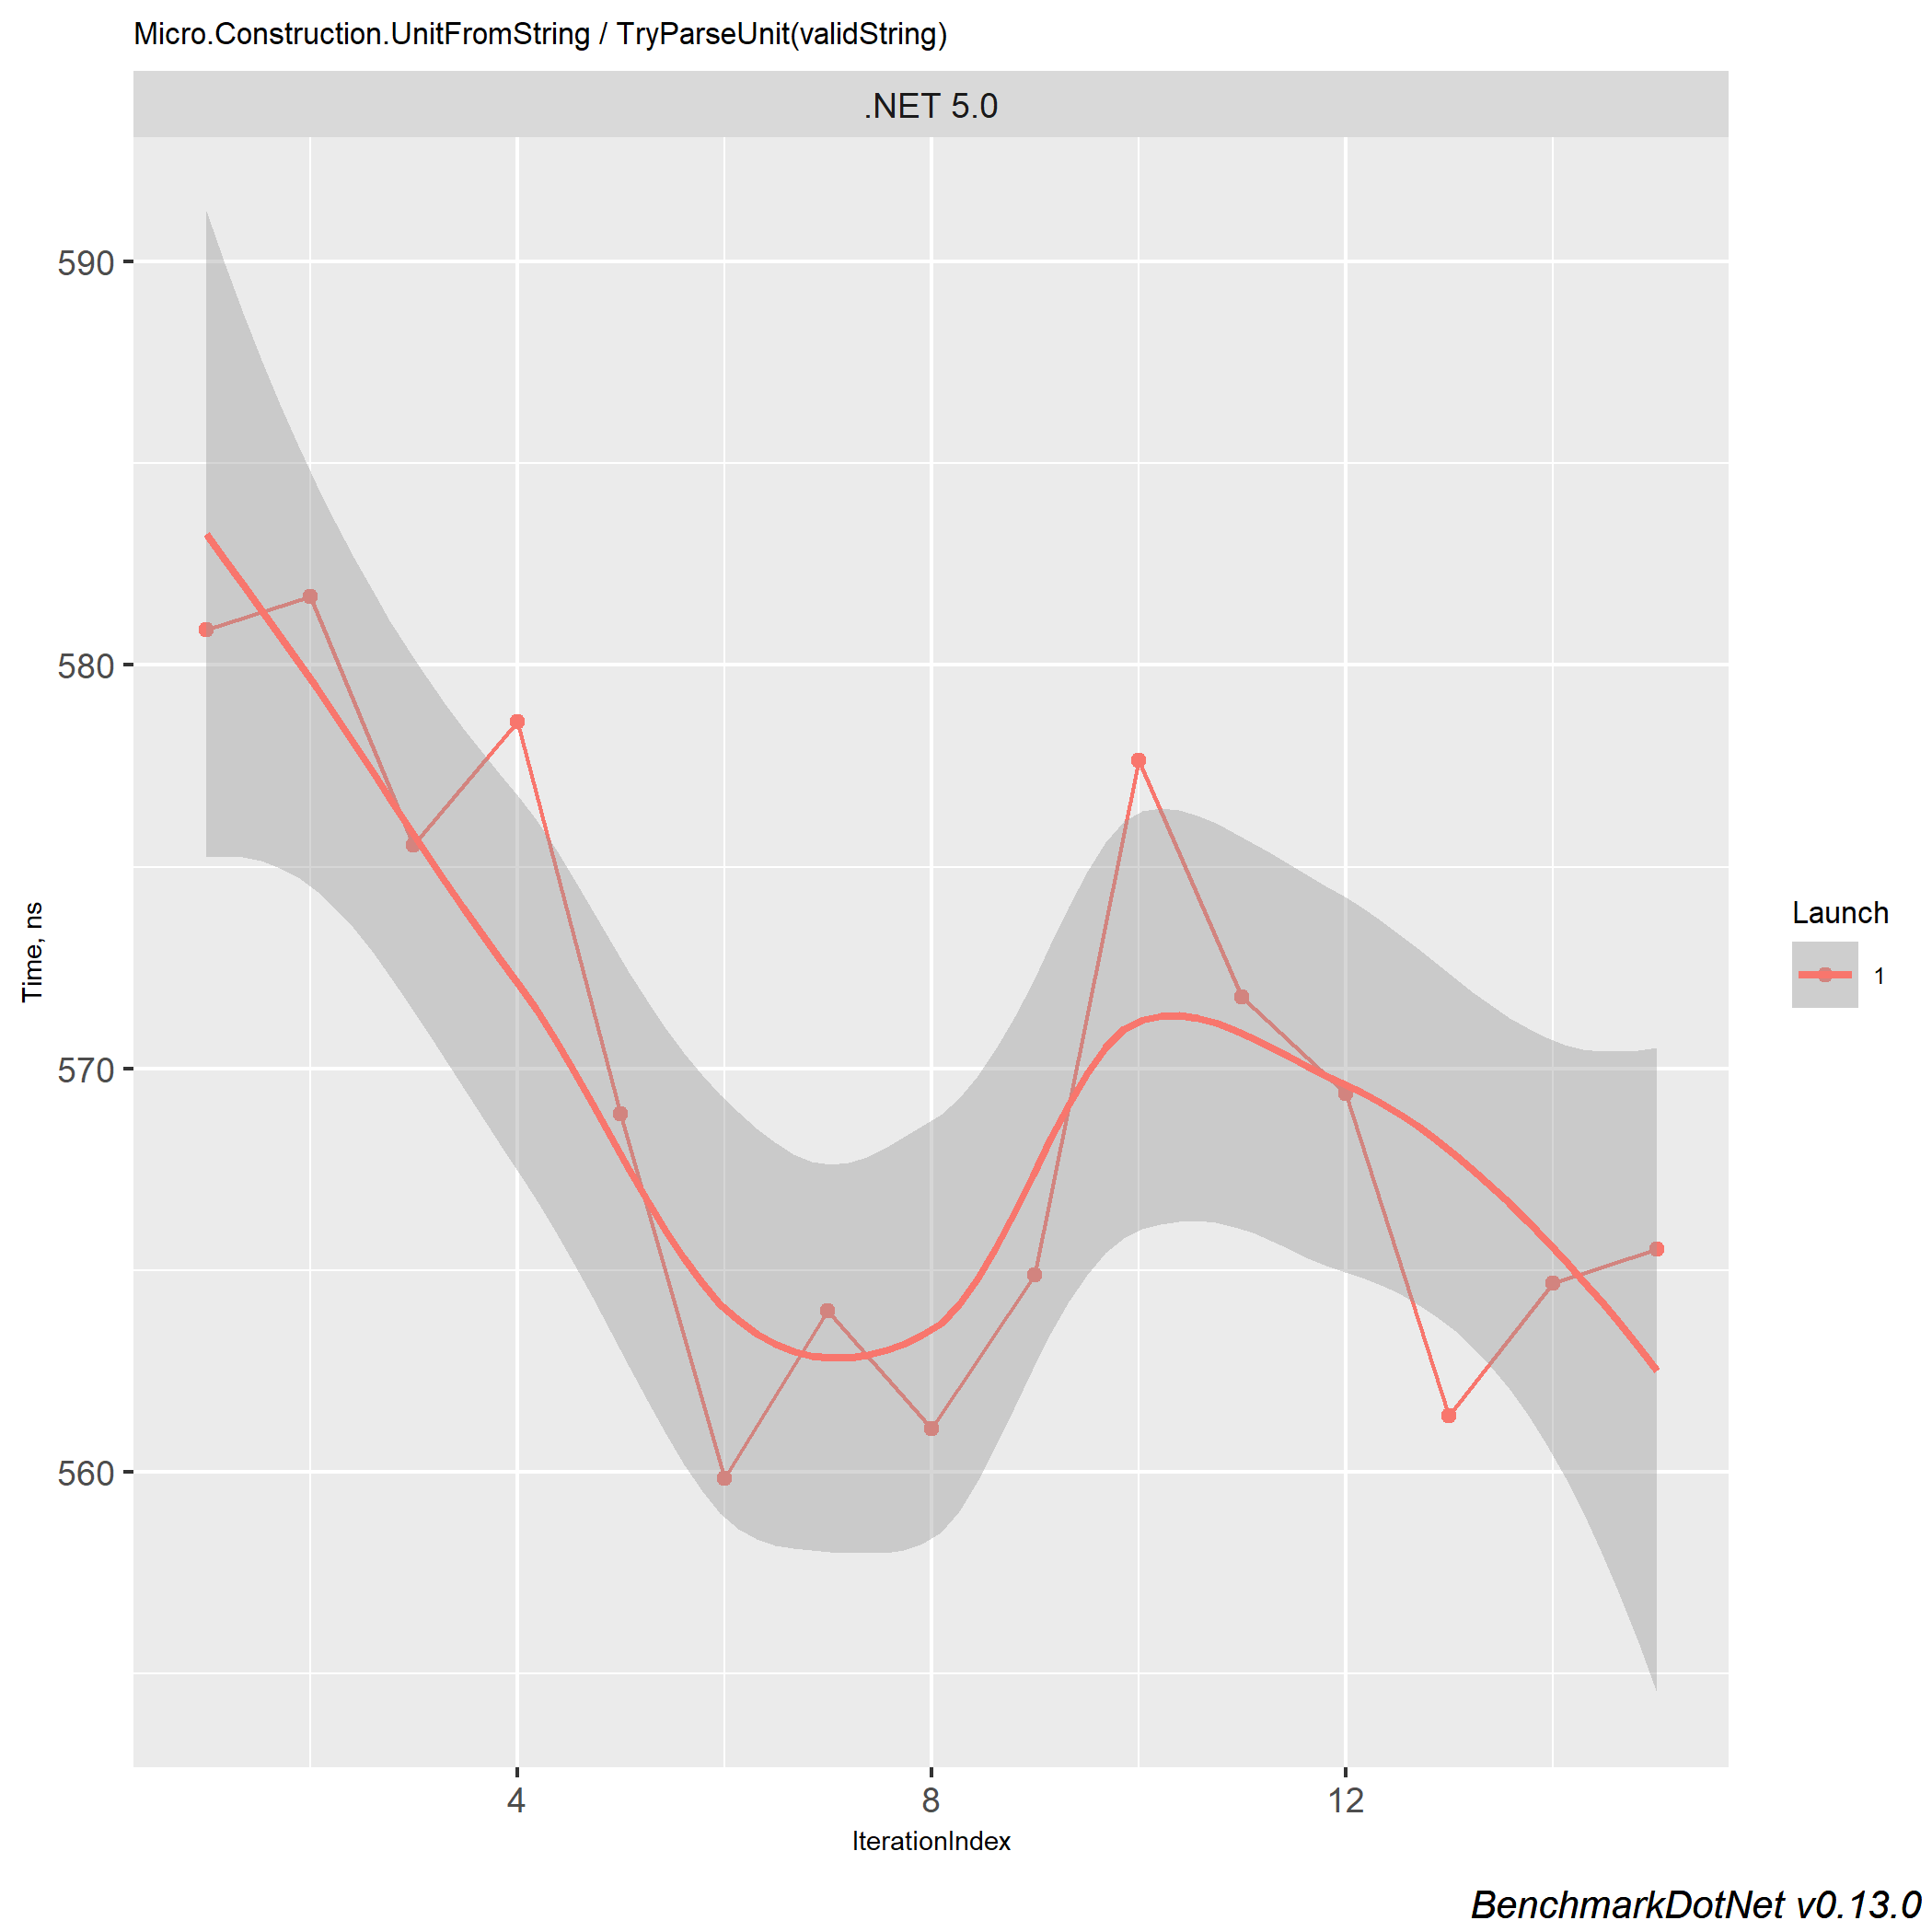 Micro.Construction.UnitFromString / TryParseUnit(validString)
.NET 5.0
590
580
570
560
Time, ns
4
8
12
IterationIndex
Launch
1
BenchmarkDotNet v0.13.0